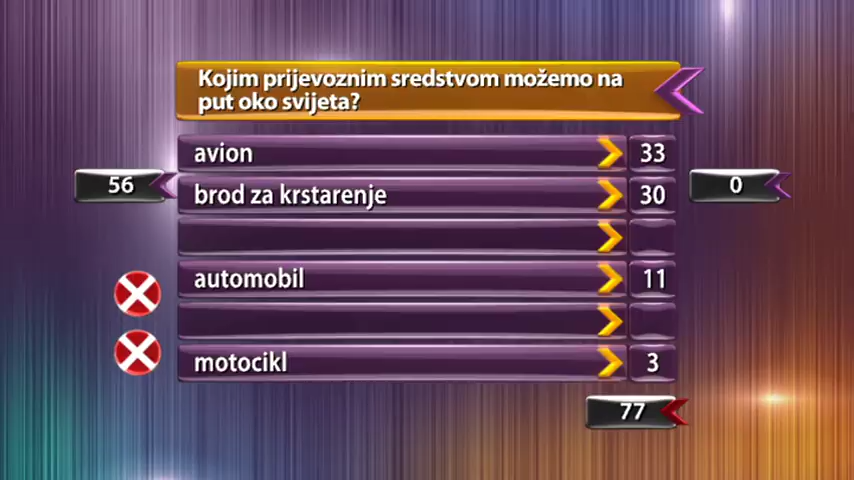 Kojim prijevoznim sredstvom možemo na
put oko svijeta?
avion 33
56
brod za krstarenje 30
0
automobil 11
motocikl 3
77